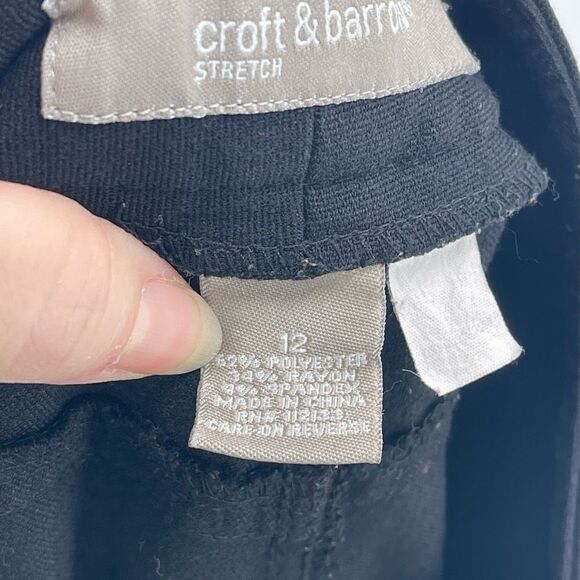 croft & barrow®
STRETCH
12
62% POLYESTER
34% RAYON
4% SPANDEX
MADE IN CHINA
RN# 112133
CARE ON REVERSE